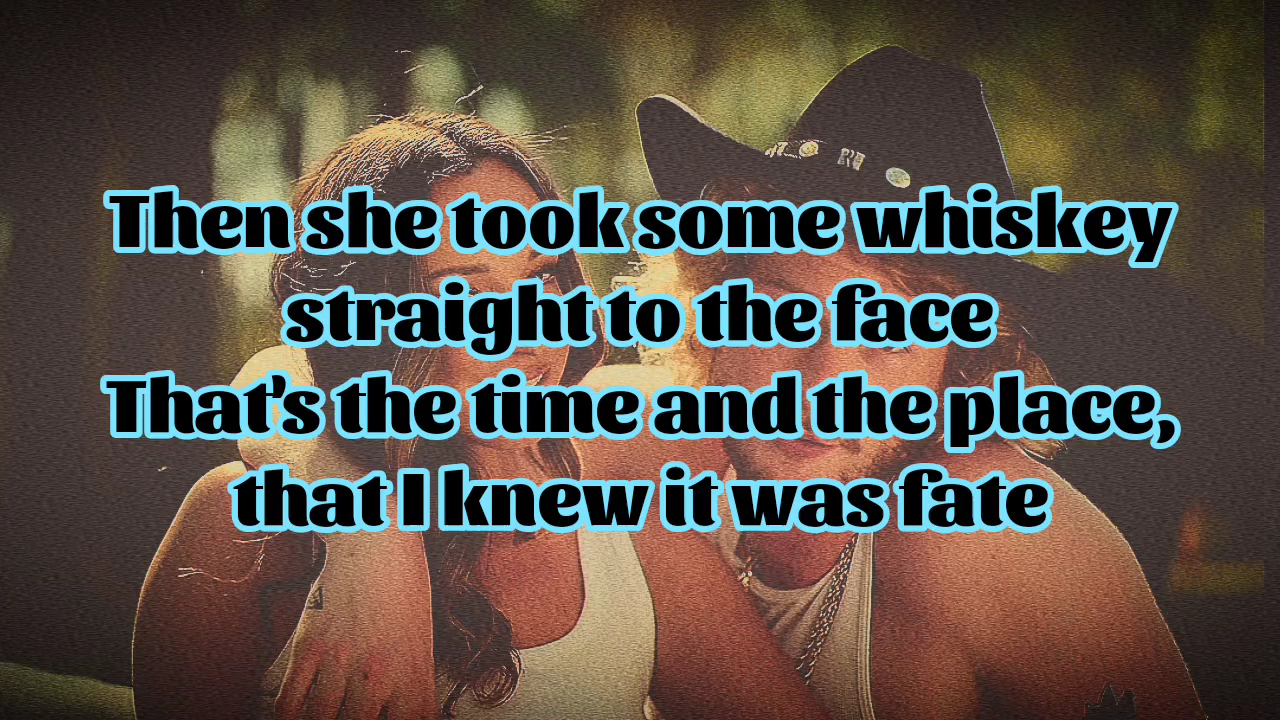 Then she took some whiskey
straight to the face
That's the time and the place,
that I knew it was fate